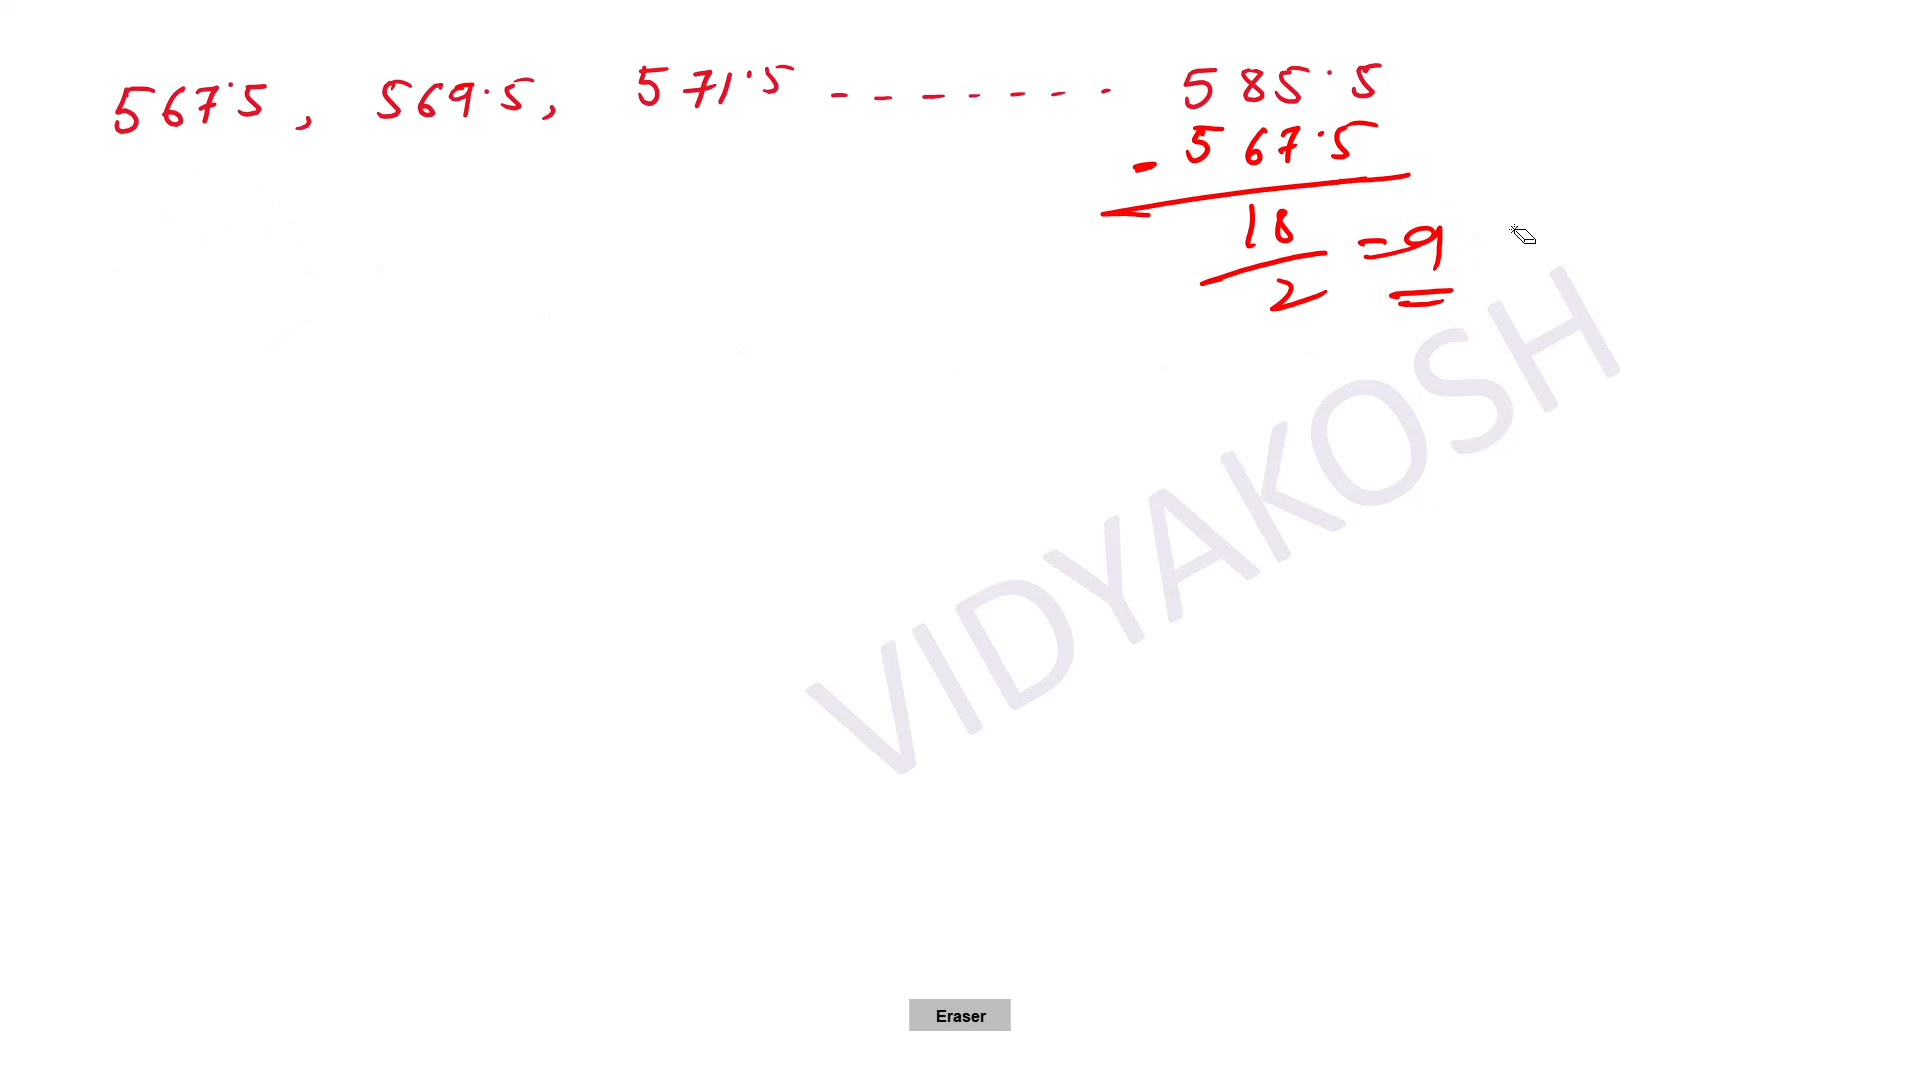 567.5, 569.5, 571.5 - - - - - - - 585.5
- 567.5
18
— = 9
2
VIDYAKOSH
Eraser